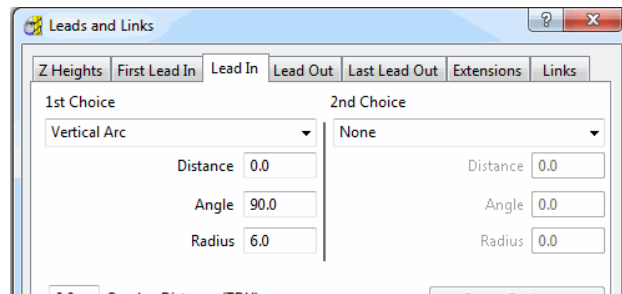 Leads and Links
Z Heights First Lead In Lead In Lead Out Last Lead Out Extensions Links
1st Choice 2nd Choice
Vertical Arc None
Distance 0.0 Distance 0.0
Angle 90.0 Angle 0.0
Radius 6.0 Radius 0.0